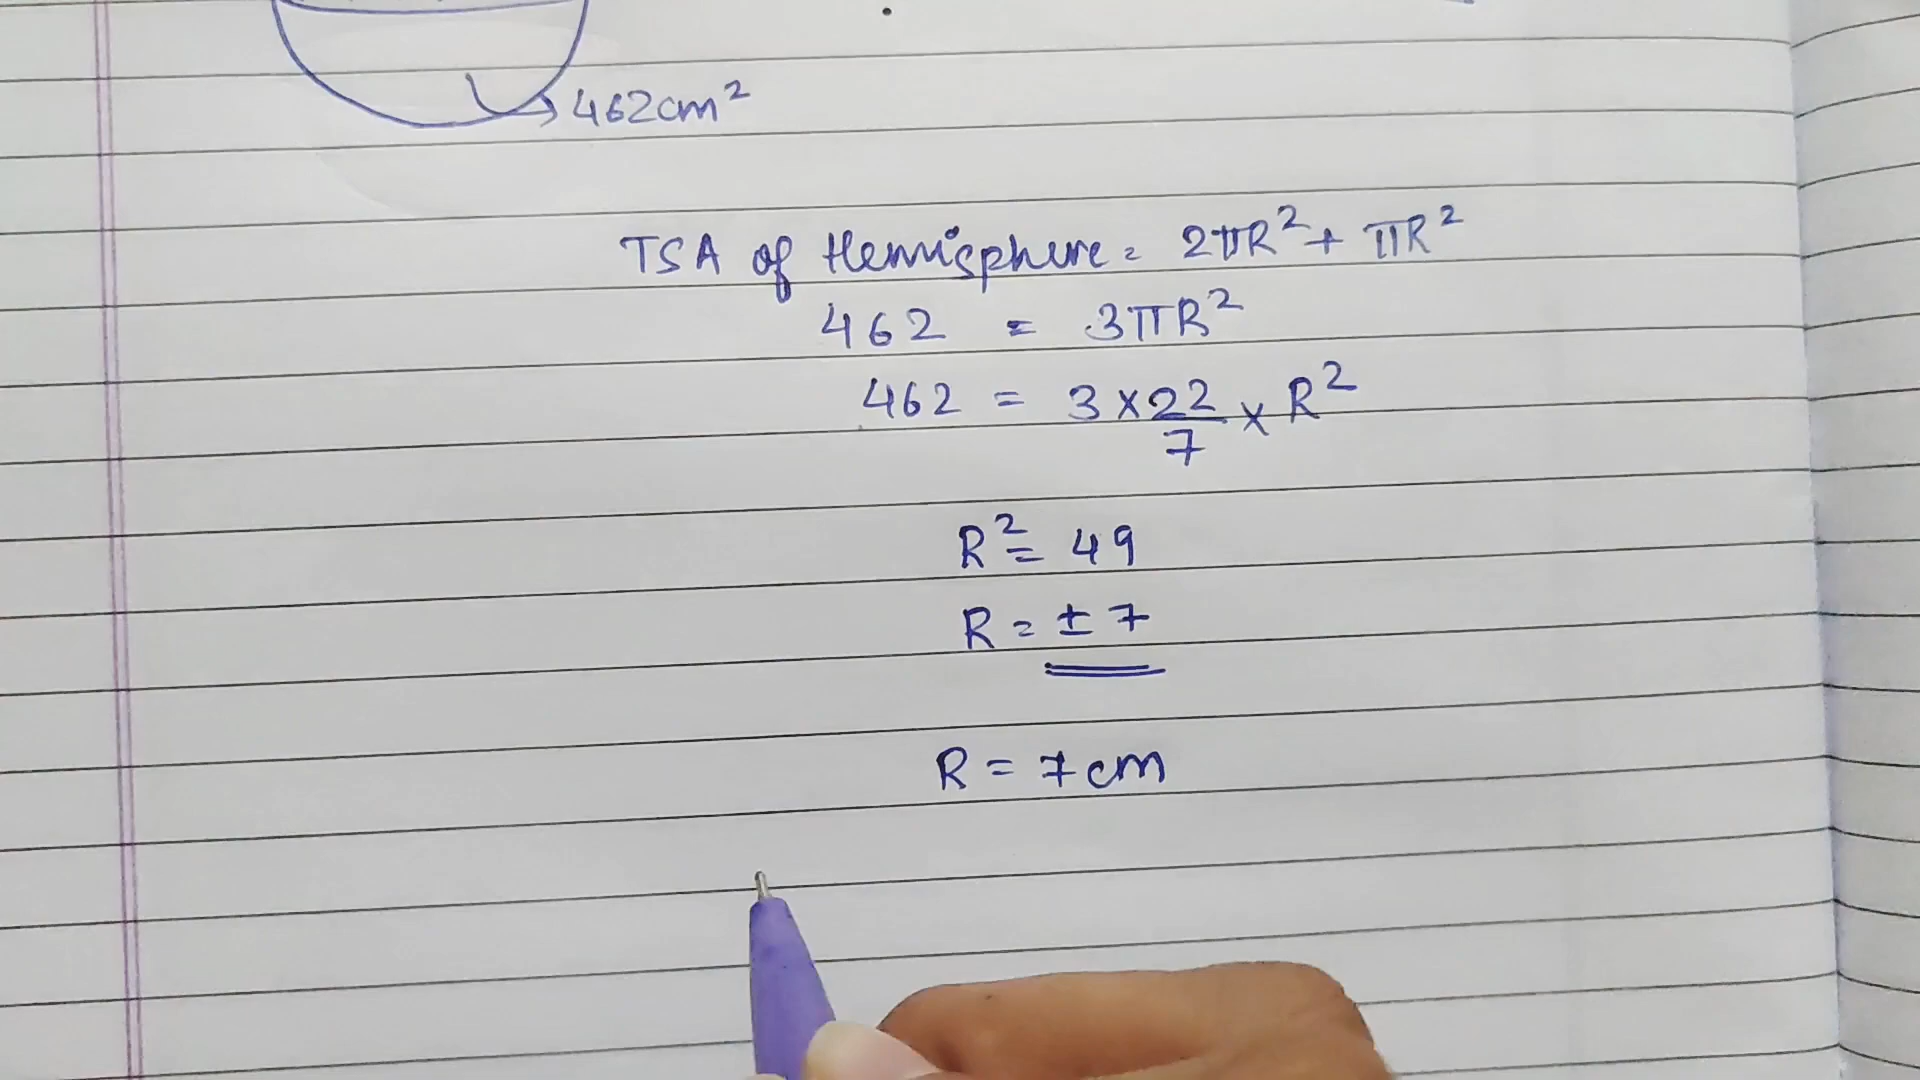 462cm²
TSA of Hemisphere = 2πR² + πR²
462 = 3πR²
462 = 3 × 22/7 × R²
R² = 49
R = ± 7
R = 7cm